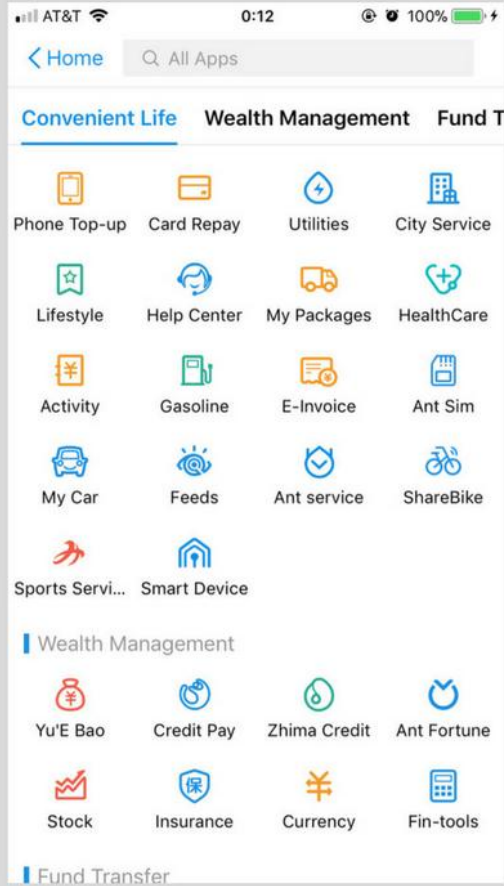 AT&T 0:12 100%
Home All Apps
Convenient Life Wealth Management Fund T
Phone Top-up Card Repay Utilities City Service
Lifestyle Help Center My Packages HealthCare
Activity Gasoline E-Invoice Ant Sim
My Car Feeds Ant service ShareBike
Sports Servi... Smart Device
Wealth Management
Yu'E Bao Credit Pay Zhima Credit Ant Fortune
保
Stock Insurance Currency Fin-tools
Fund Transfer